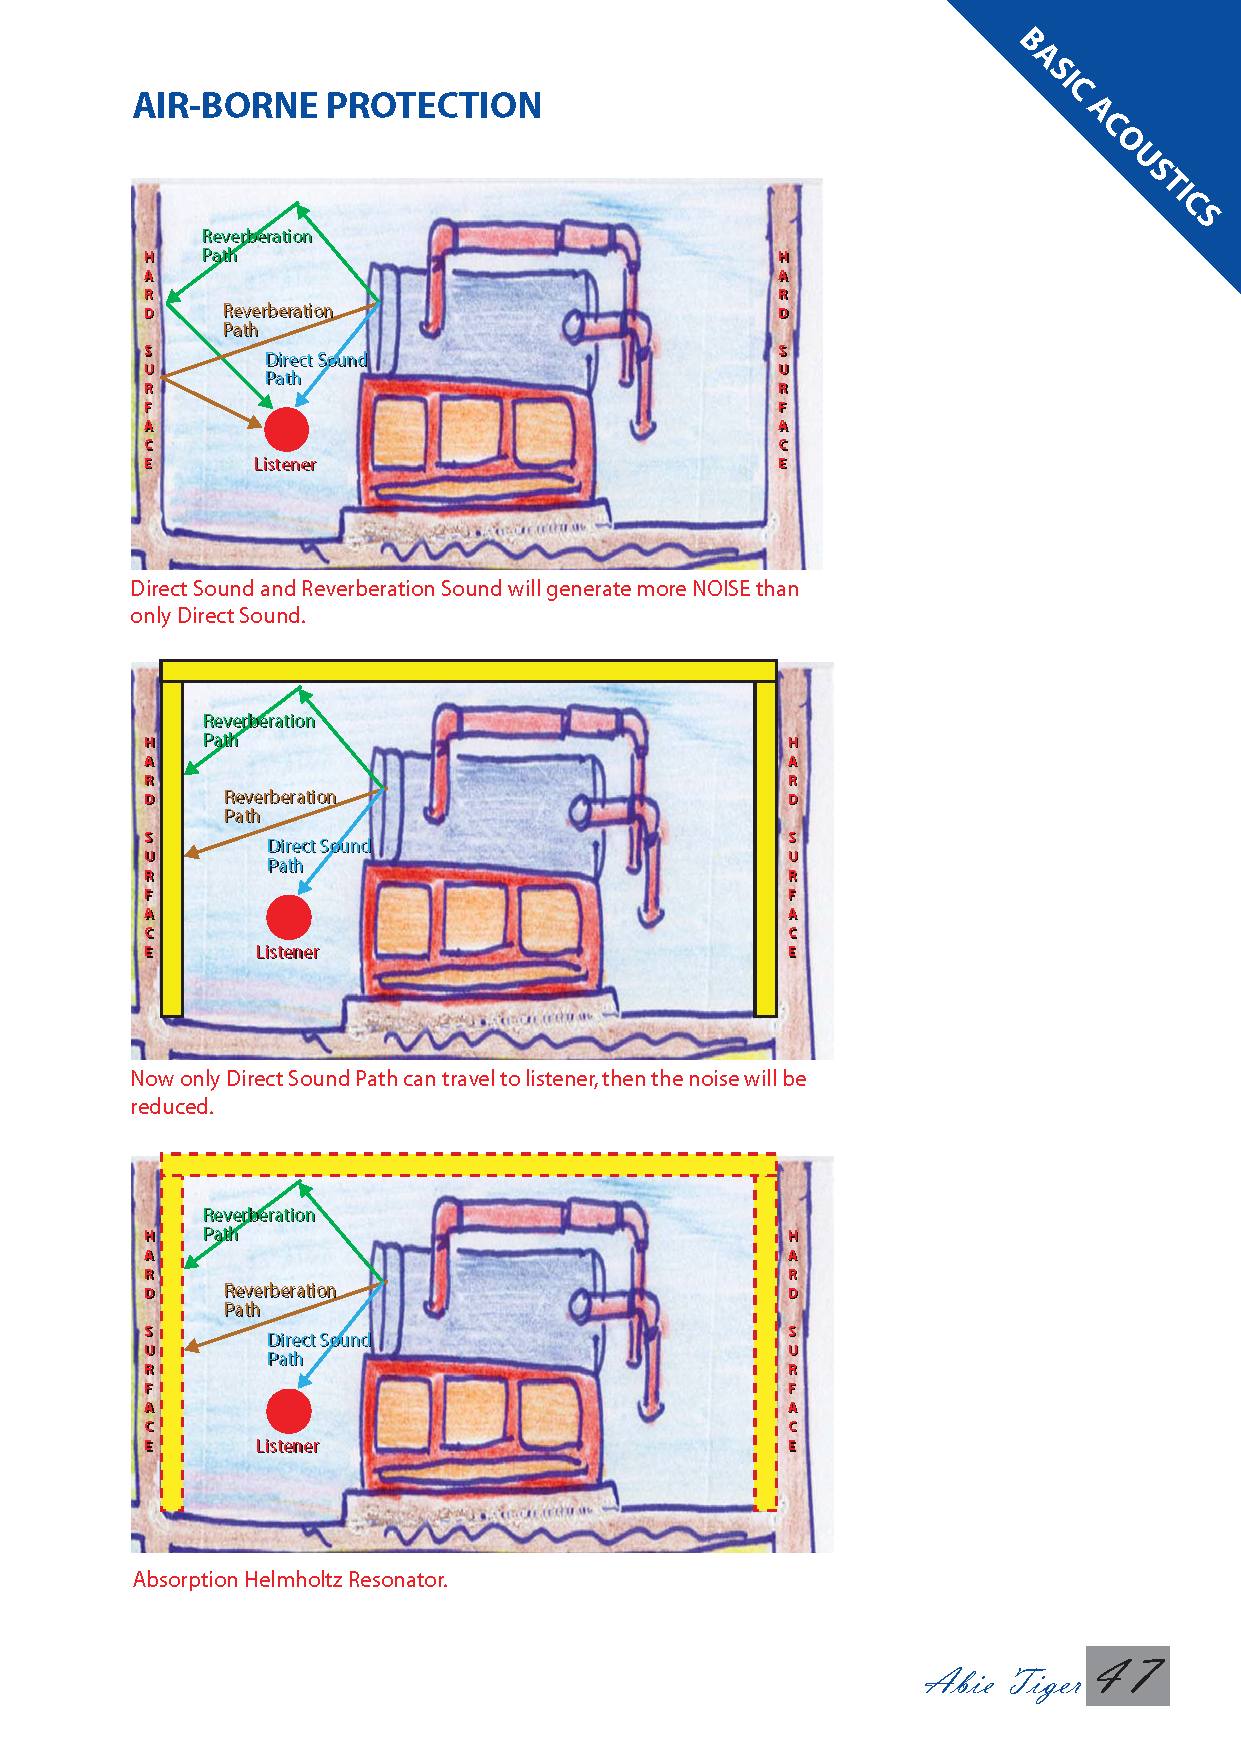 BASIC ACOUSTICS
AIR-BORNE PROTECTION
Reverberation
Path
Reverberation
Path
Direct Sound
Path
Listener
HARD SURFACE
HARD SURFACE
Direct Sound and Reverberation Sound will generate more NOISE than
only Direct Sound.
Reverberation
Path
Reverberation
Path
Direct Sound
Path
Listener
HARD SURFACE
HARD SURFACE
Now only Direct Sound Path can travel to listener, then the noise will be
reduced.
Reverberation
Path
Reverberation
Path
Direct Sound
Path
Listener
HARD SURFACE
HARD SURFACE
Absorption Helmholtz Resonator.
Abie Tiger 47